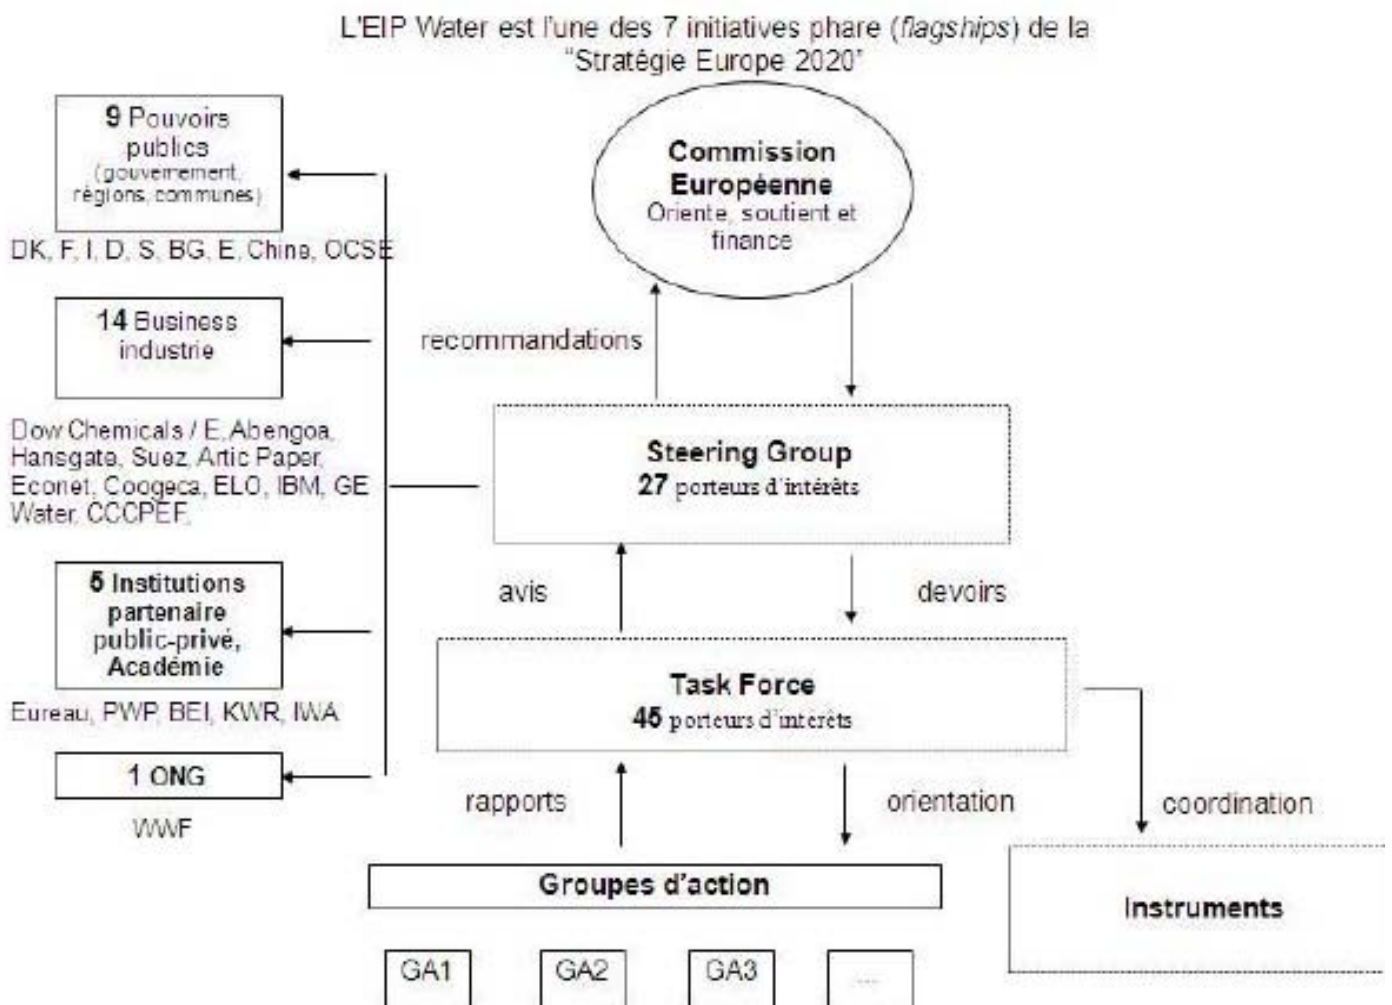 L'EIP Water est l'une des 7 initiatives phare (flagships) de la
"Stratégie Europe 2020"
Commission
Européenne
Oriente, soutient et
finance
9 Pouvoirs
publics
(gouvernement,
régions, communes)
DK, F, I, D, S, BG, E, Chine, OCSE
14 Business
industrie
Dow Chemicals / E, Abengoa,
Hansgate, Suez, Artic Paper,
Econet, Coogeca, ELO, IBM, GE
Water, CCCPEF,
5 Institutions
partenaire
public-privé,
Académie
Eureau, PWP, BEI, KWR, IWA
1 ONG
WWF
recommandations
Steering Group
27 porteurs d'intérêts
avis
devoirs
Task Force
45 porteurs d'intérêts
rapports
orientation
coordination
Groupes d'action
Instruments
GA1
GA2
GA3
...